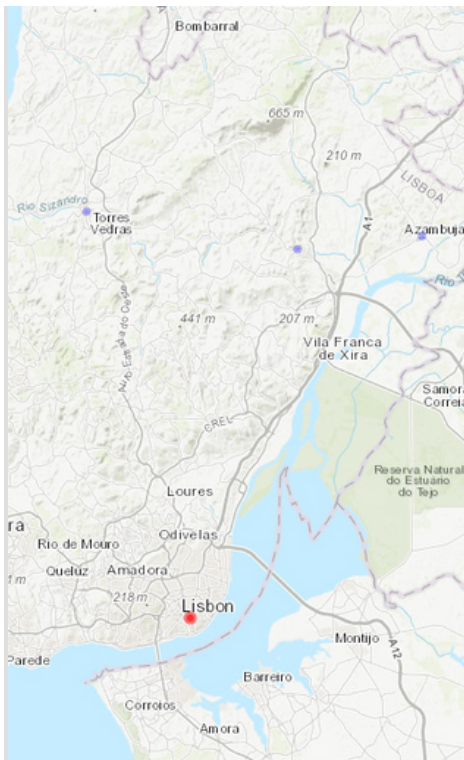 Bombarral
665 m
210 m
LISBOA
Rio Sizandro
Torres
Vedras
A1
Azambuja
441 m
207 m
Vila Franca
de Xira
Samora
Correia
CREL
Loures
Reserva Natural
do Estuário
do Tejo
Odivelas
Rio de Mouro
Queluz
Amadora
218 m
Lisbon
Montijo
A12
Parede
Barreiro
Corroios
Amora